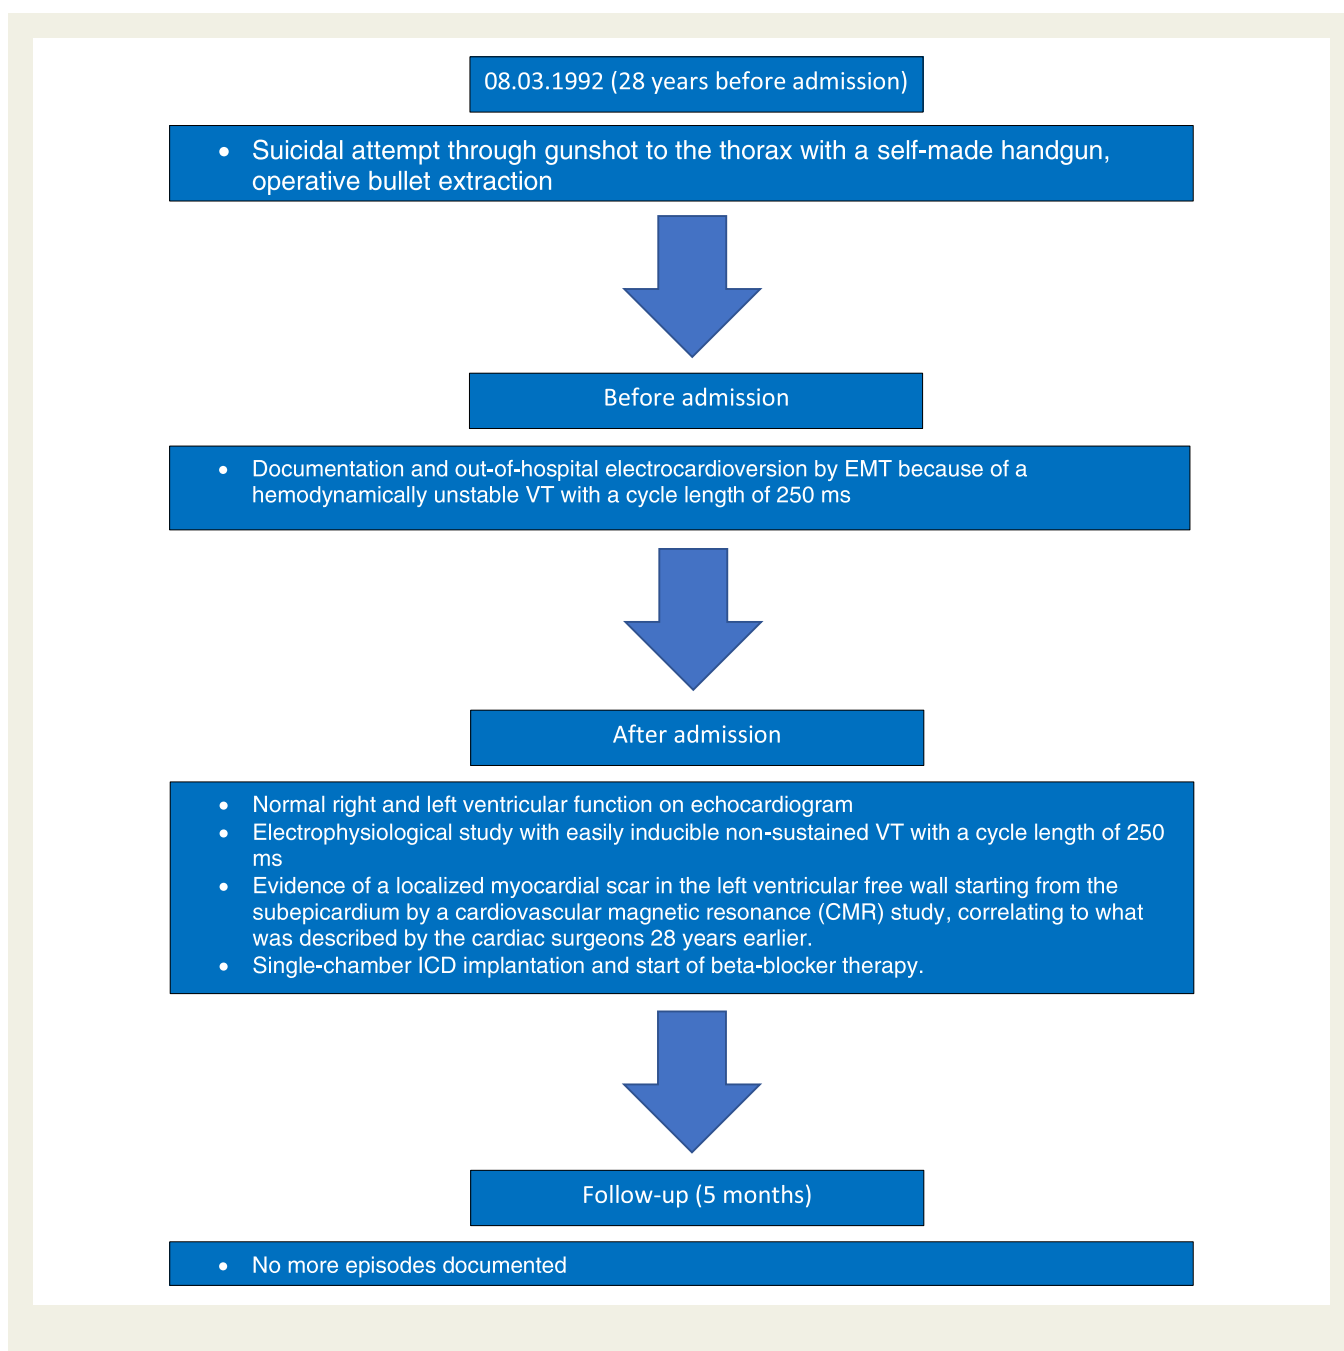 08.03.1992 (28 years before admission)
• Suicidal attempt through gunshot to the thorax with a self-made handgun,
operative bullet extraction
Before admission
• Documentation and out-of-hospital electrocardioversion by EMT because of a
hemodynamically unstable VT with a cycle length of 250 ms
After admission
• Normal right and left ventricular function on echocardiogram
• Electrophysiological study with easily inducible non-sustained VT with a cycle length of 250
ms
• Evidence of a localized myocardial scar in the left ventricular free wall starting from the
subepicardium by a cardiovascular magnetic resonance (CMR) study, correlating to what
was described by the cardiac surgeons 28 years earlier.
• Single-chamber ICD implantation and start of beta-blocker therapy.
Follow-up (5 months)
• No more episodes documented